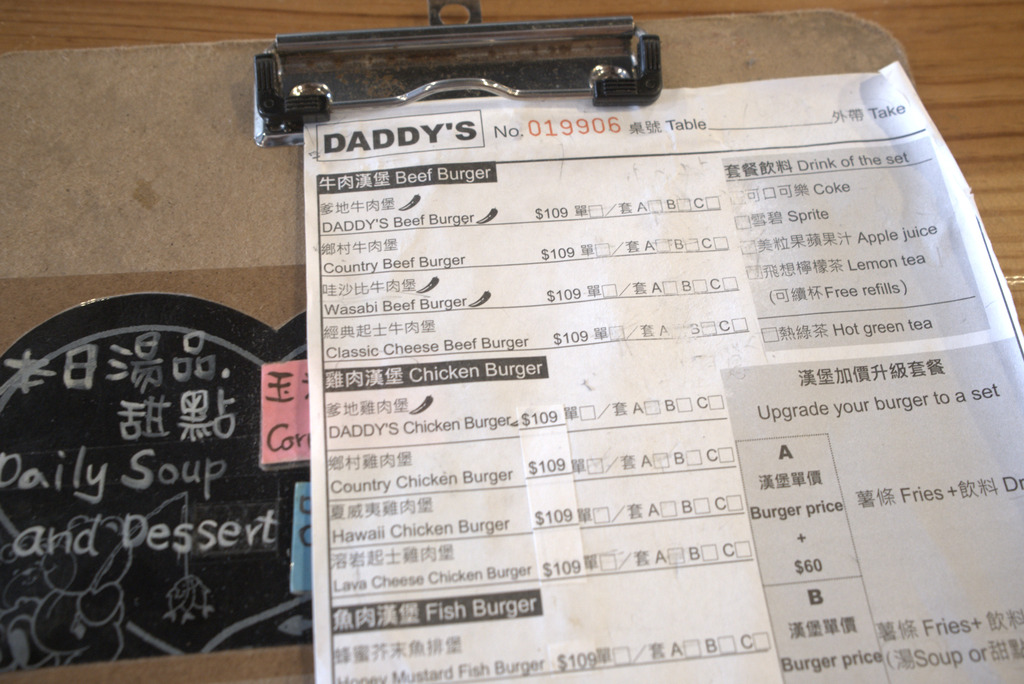 DADDY'S No. 019906 桌號 Table 外帶 Take
牛肉漢堡 Beef Burger
爹地牛肉堡
DADDY'S Beef Burger $109 單□/套 A□ B□ C□
鄉村牛肉堡
Country Beef Burger $109 單□/套 A□ B□ C□
哇沙比牛肉堡
Wasabi Beef Burger $109 單□/套 A□ B□ C□
經典起士牛肉堡
Classic Cheese Beef Burger $109 單□/套 A□ B□ C□
雞肉漢堡 Chicken Burger
爹地雞肉堡
DADDY'S Chicken Burger $109 單□/套 A□ B□ C□
鄉村雞肉堡
Country Chicken Burger $109 單□/套 A□ B□ C□
夏威夷雞肉堡
Hawaii Chicken Burger $109 單□/套 A□ B□ C□
溶岩起士雞肉堡
Lava Cheese Chicken Burger $109 單□/套 A□ B□ C□
魚肉漢堡 Fish Burger
蜂蜜芥末魚排堡
Honey Mustard Fish Burger $109 單□/套 A□ B□ C□
套餐飲料 Drink of the set
□可口可樂 Coke
□雪碧 Sprite
□美粒果蘋果汁 Apple juice
□飛想檸檬茶 Lemon tea
(可續杯Free refills)
□熱綠茶 Hot green tea
漢堡加價升級套餐
Upgrade your burger to a set
A
漢堡單價
Burger price
+
$60
薯條 Fries+飲料 Dr
B
漢堡單價
Burger price
薯條 Fries+ 飲料
(湯Soup or甜點
本日湯品.
甜點
Daily Soup
and Dessert
玉
Corn